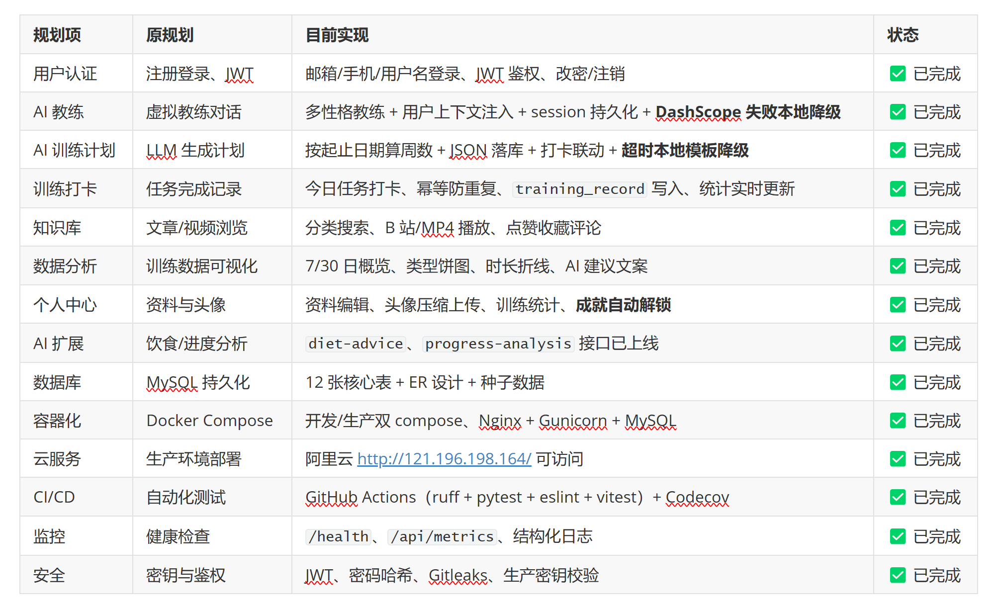 规划项 原规划 目前实现 状态
用户认证 注册登录、JWT 邮箱/手机/用户名登录、JWT 鉴权、改密/注销 ✅ 已完成
AI 教练 虚拟教练对话 多性格教练 + 用户上下文注入 + session 持久化 + DashScope 失败本地降级 ✅ 已完成
AI 训练计划 LLM 生成计划 按起止日期算周数 + JSON 落库 + 打卡联动 + 超时本地模板降级 ✅ 已完成
训练打卡 任务完成记录 今日任务打卡、幂等防重复、training_record 写入、统计实时更新 ✅ 已完成
知识库 文章/视频浏览 分类搜索、B 站/MP4 播放、点赞收藏评论 ✅ 已完成
数据分析 训练数据可视化 7/30 日概览、类型饼图、时长折线、AI 建议文案 ✅ 已完成
个人中心 资料与头像 资料编辑、头像压缩上传、训练统计、成就自动解锁 ✅ 已完成
AI 扩展 饮食/进度分析 diet-advice、progress-analysis 接口已上线 ✅ 已完成
数据库 MySQL 持久化 12 张核心表 + ER 设计 + 种子数据 ✅ 已完成
容器化 Docker Compose 开发/生产双 compose、Nginx + Gunicorn + MySQL ✅ 已完成
云服务 生产环境部署 阿里云 http://121.196.198.164/ 可访问 ✅ 已完成
CI/CD 自动化测试 GitHub Actions（ruff + pytest + eslint + vitest）+ Codecov ✅ 已完成
监控 健康检查 /health、/api/metrics、结构化日志 ✅ 已完成
安全 密钥与鉴权 JWT、密码哈希、Gitleaks、生产密钥校验 ✅ 已完成